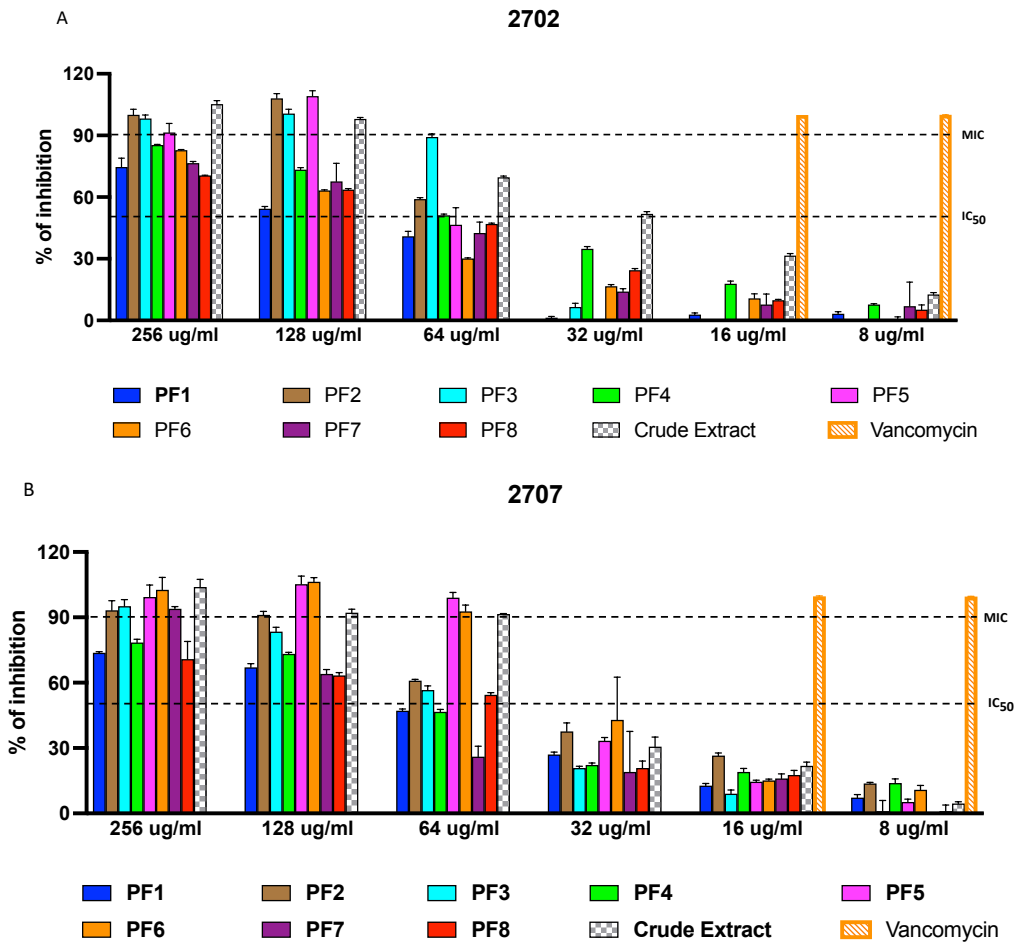 A
2702
% of inhibition
120
90
60
30
0
MIC
IC50
256 ug/ml 128 ug/ml 64 ug/ml 32 ug/ml 16 ug/ml 8 ug/ml
PF1 PF2 PF3 PF4 PF5
PF6 PF7 PF8 Crude Extract Vancomycin
B
2707
% of inhibition
120
90
60
30
0
MIC
IC50
256 ug/ml 128 ug/ml 64 ug/ml 32 ug/ml 16 ug/ml 8 ug/ml
PF1 PF2 PF3 PF4 PF5
PF6 PF7 PF8 Crude Extract Vancomycin